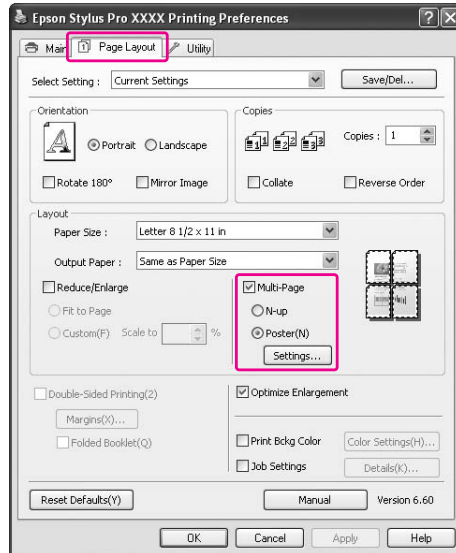 Epson Stylus Pro XXXX Printing Preferences
Main Page Layout Utility
Select Setting : Current Settings Save/Del...
Orientation Copies
Portrait Landscape Copies : 1
Rotate 180° Mirror Image Collate Reverse Order
Layout
Paper Size : Letter 8 1/2 x 11 in
Output Paper : Same as Paper Size
Reduce/Enlarge Multi-Page
Fit to Page N-up
Custom(F) Scale to % Poster(N)
Settings...
Double-Sided Printing(2) Optimize Enlargement
Margins(X)...
Folded Booklet(Q) Print Bckg Color Color Settings(H)...
Job Settings Details(K)...
Reset Defaults(Y) Manual Version 6.60
OK Cancel Apply Help